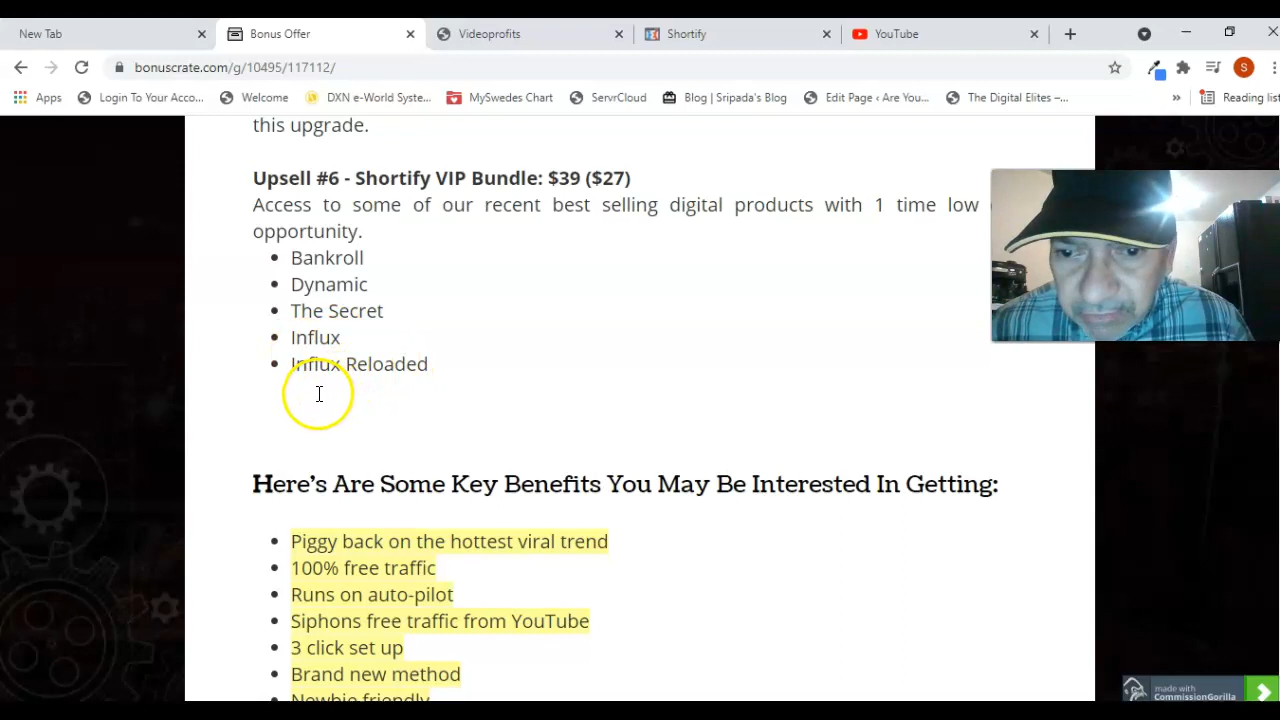 New Tab
Bonus Offer
Videoprofits
Shortify
YouTube
bonuscrate.com/g/10495/117112/
S
Apps
Login To Your Acco...
Welcome
DXN e-World Syste...
MySwedes Chart
ServrCloud
Blog | Sripada's Blog
Edit Page ‹ Are You...
The Digital Elites –...
»
Reading list
this upgrade.
Upsell #6 - Shortify VIP Bundle: $39 ($27)
Access to some of our recent best selling digital products with 1 time low
opportunity.
• Bankroll
• Dynamic
• The Secret
• Influx
• Influx Reloaded
Here's Are Some Key Benefits You May Be Interested In Getting:
• Piggy back on the hottest viral trend
• 100% free traffic
• Runs on auto-pilot
• Siphons free traffic from YouTube
• 3 click set up
• Brand new method
• Newbie friendly
made with
CommissionGorilla